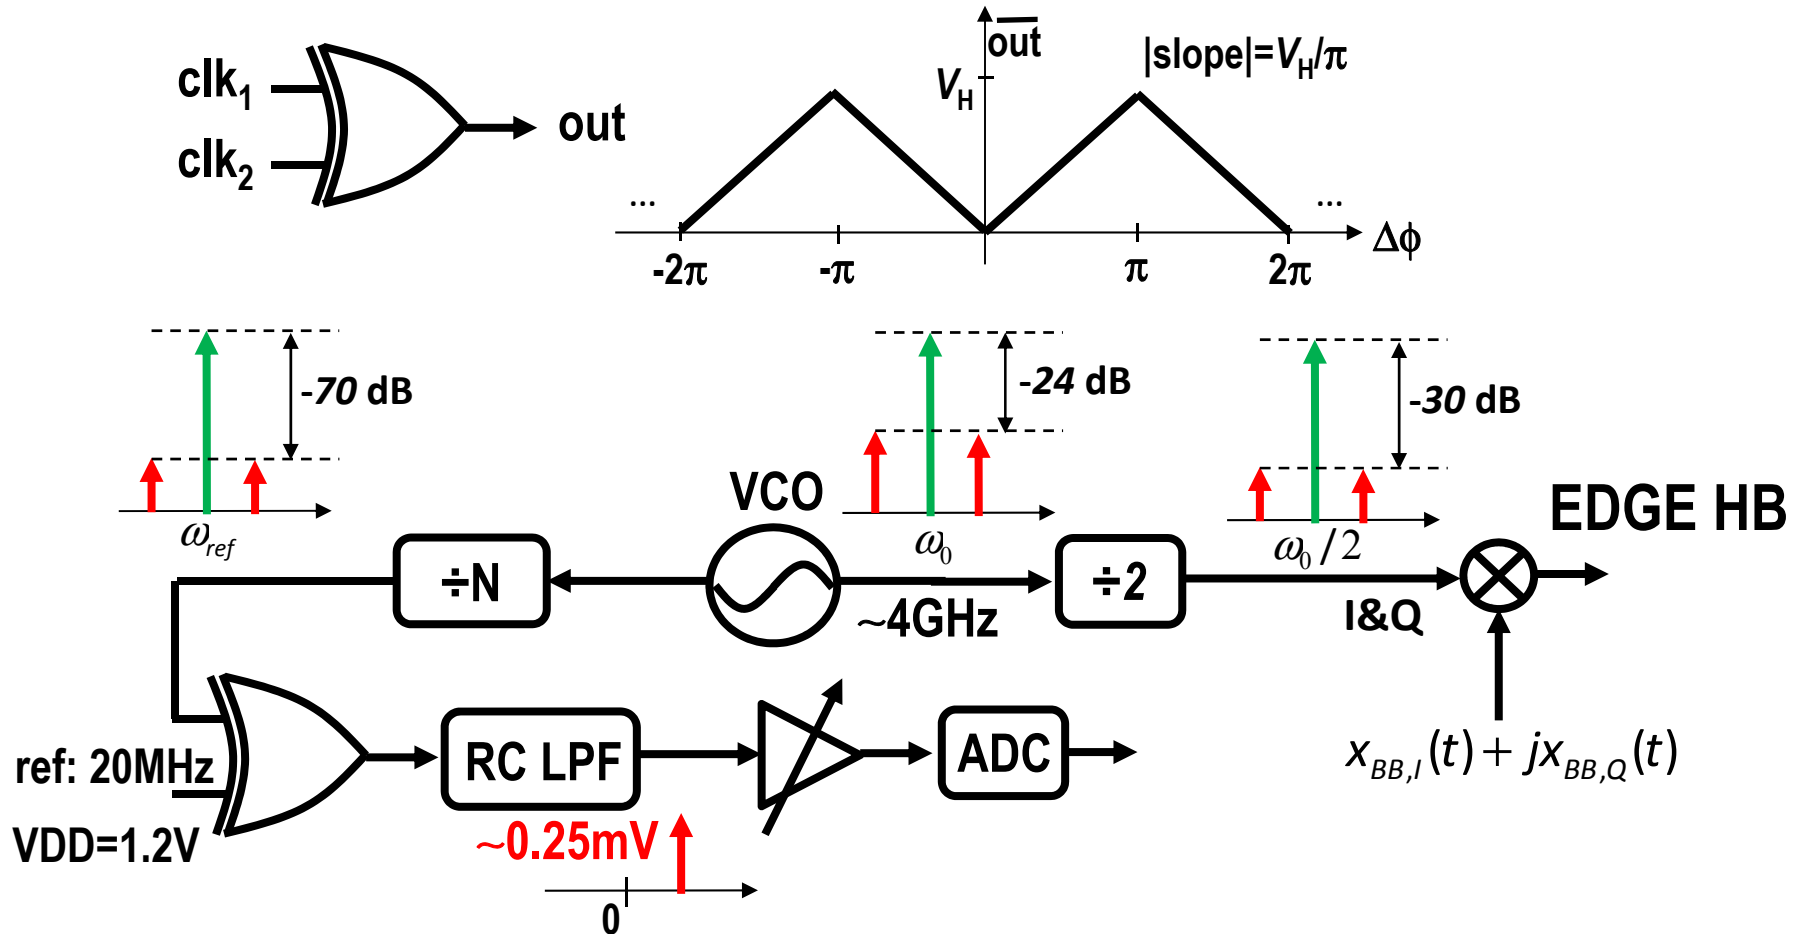 clk1
clk2
out
out
VH
|slope|=VH/π
...
...
-2π
-π
π
2π
Δϕ
-70 dB
ωref
-24 dB
ω0
-30 dB
ω0/2
VCO
EDGE HB
÷N
~4GHz
÷2
I&Q
ref: 20MHz
VDD=1.2V
RC LPF
ADC
~0.25mV
0
xBB,I(t)+jxBB,Q(t)